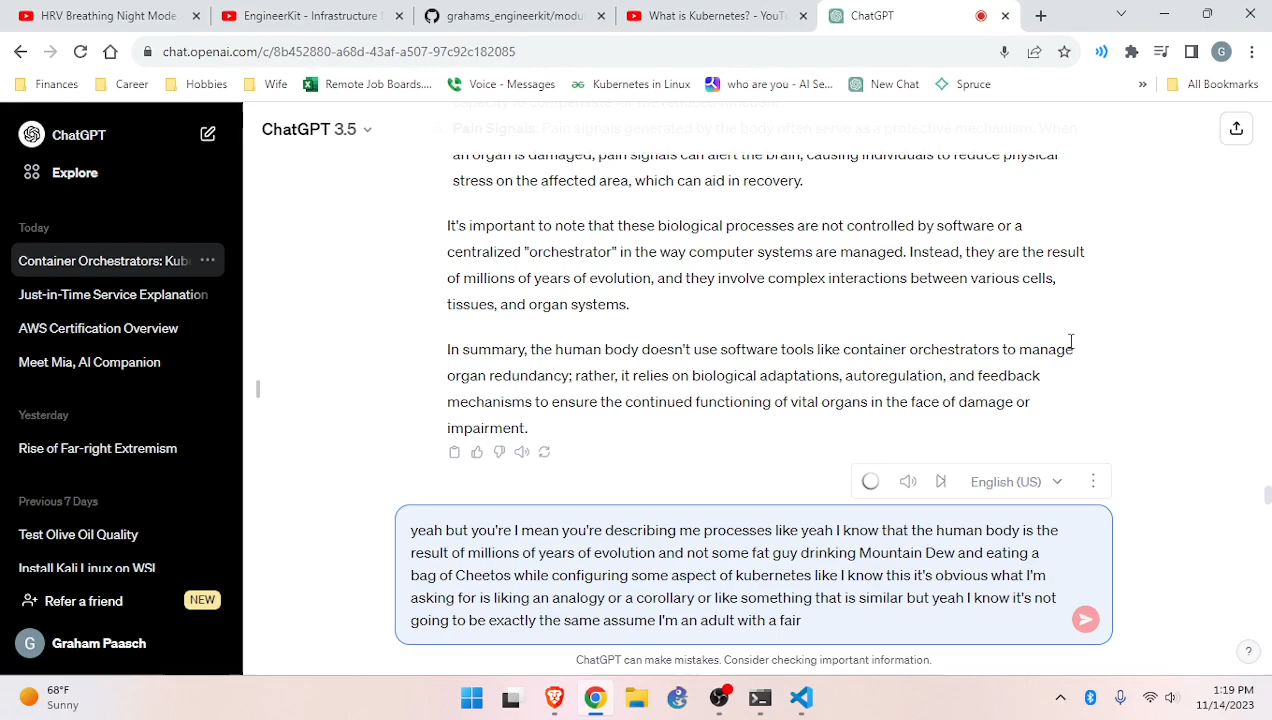 HRV Breathing Night Mode
EngineerKit - Infrastructure
grahams_engineerkit/modu
What is Kubernetes? - YouTu
ChatGPT
chat.openai.com/c/8b452880-a68d-43af-a507-97c92c182085
G
Finances
Career
Hobbies
Wife
Remote Job Boards....
Voice - Messages
Kubernetes in Linux
who are you - AI Se...
New Chat
Spruce
»
All Bookmarks
ChatGPT
Explore
Today
Container Orchestrators: Kub
Just-in-Time Service Explanation
AWS Certification Overview
Meet Mia, AI Companion
Yesterday
Rise of Far-right Extremism
Previous 7 Days
Test Olive Oil Quality
Install Kali Linux on WSL
Refer a friend
NEW
G
Graham Paasch
ChatGPT 3.5
capacity to compensate for the reduced function.
Pain Signals: Pain signals generated by the body often serve as a protective mechanism. When
an organ is damaged, pain signals can alert the brain, causing individuals to reduce physical
stress on the affected area, which can aid in recovery.
It's important to note that these biological processes are not controlled by software or a
centralized "orchestrator" in the way computer systems are managed. Instead, they are the result
of millions of years of evolution, and they involve complex interactions between various cells,
tissues, and organ systems.
In summary, the human body doesn't use software tools like container orchestrators to manage
organ redundancy; rather, it relies on biological adaptations, autoregulation, and feedback
mechanisms to ensure the continued functioning of vital organs in the face of damage or
impairment.
English (US)
yeah but you're I mean you're describing me processes like yeah I know that the human body is the
result of millions of years of evolution and not some fat guy drinking Mountain Dew and eating a
bag of Cheetos while configuring some aspect of kubernetes like I know this it's obvious what I'm
asking for is liking an analogy or a corollary or like something that is similar but yeah I know it's not
going to be exactly the same assume I'm an adult with a fair
ChatGPT can make mistakes. Consider checking important information.
?
68°F
Sunny
1:19 PM
11/14/2023